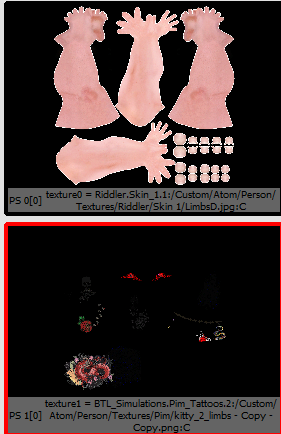 PS 0[0] texture0 = Riddler.Skin_1.1:/Custom/Atom/Person/
Textures/Riddler/Skin 1/LimbsD.jpg:C
texture1 = BTL_Simulations.Pim_Tattoos.2:/Custom/
PS 1[0] Atom/Person/Textures/Pim/kitty_2_limbs - Copy -
Copy.png:C